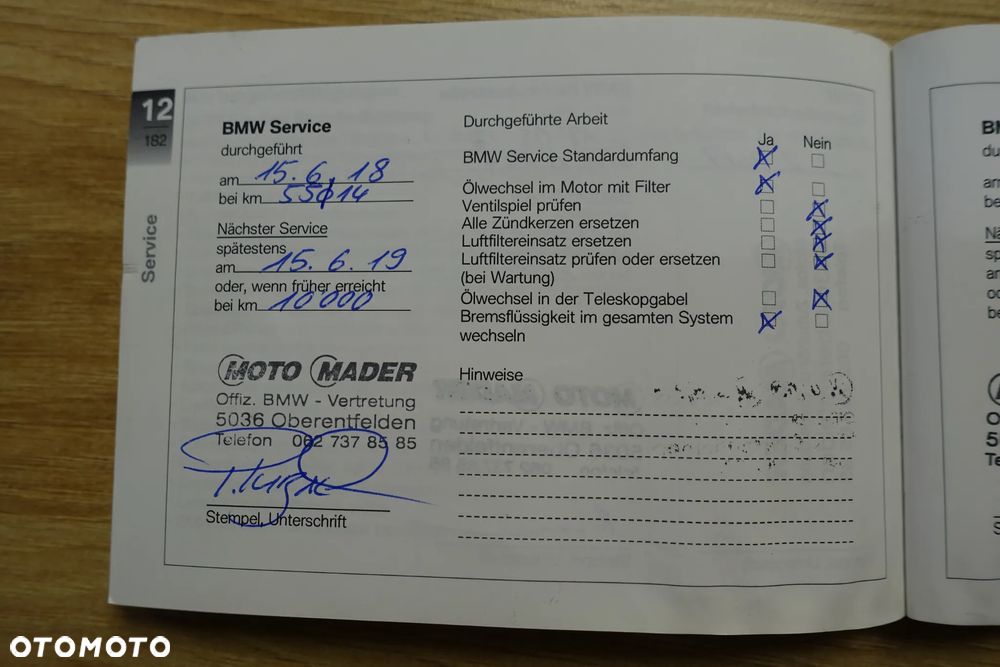 12
182
Service
BMW Service
durchgeführt
am 15.6.18
bei km 55014
Nächster Service
spätestens
am 15.6.19
oder, wenn früher erreicht
bei km 10000
MOTO MADER
Offiz. BMW - Vertretung
5036 Oberentfelden
Telefon 062 737 85 85
Stempel, Unterschrift
Durchgeführte Arbeit
Ja Nein
BMW Service Standardumfang
Ölwechsel im Motor mit Filter
Ventilspiel prüfen
Alle Zündkerzen ersetzen
Luftfiltereinsatz ersetzen
Luftfiltereinsatz prüfen oder ersetzen
(bei Wartung)
Ölwechsel in der Teleskopgabel
Bremsflüssigkeit im gesamten System
wechseln
Hinweise
OTOMOTO